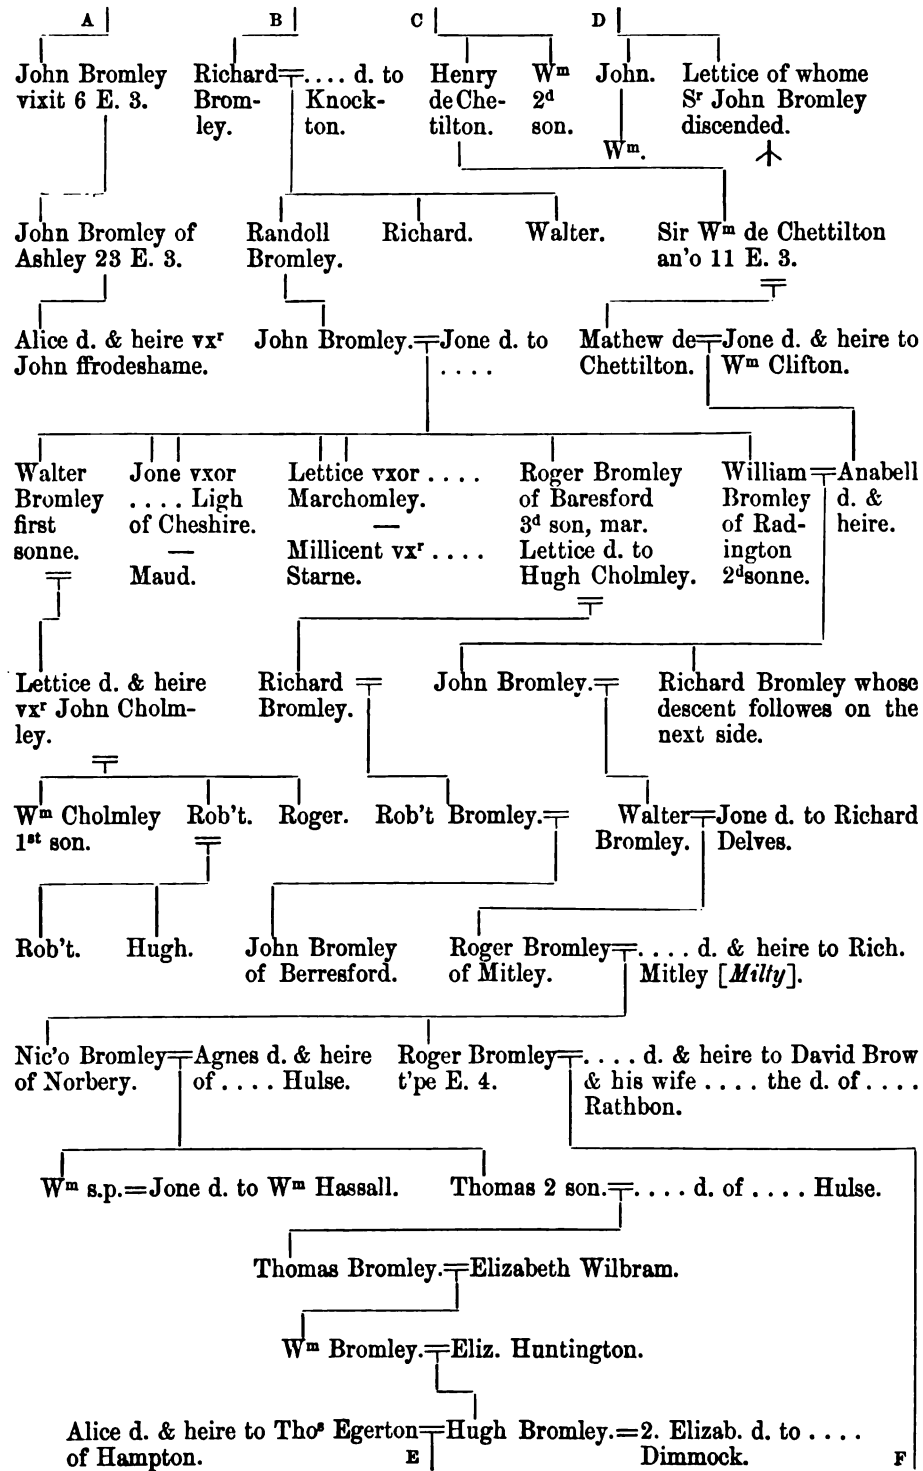 A B C D
John Bromley Richard=.... d. to Henry Wm John. Lettice of whome
vixit 6 E. 3. Brom- Knock- de Che- 2d Sr John Bromley
ley. ton. tilton. son. discended.
Wm.
John Bromley of Randoll Richard. Walter. Sir Wm de Chettilton
Ashley 23 E. 3. Bromley. an'o 11 E. 3.
=
Alice d. & heire vxr John Bromley.=Jone d. to Mathew de=Jone d. & heire to
John ffrodeshame. .... Chettilton. Wm Clifton.
Walter Jone vxor Lettice vxor .... Roger Bromley William=Anabell
Bromley .... Ligh Marchomley. of Baresford Bromley d. &
first of Cheshire. — 3d son, mar. of Rad- heire.
sonne. — Millicent vxr .... Lettice d. to ington
= Maud. Starne. Hugh Cholmley. 2d sonne.
=
Lettice d. & heire Richard = John Bromley.= Richard Bromley whose
vxr John Cholm- Bromley. descent followes on the
ley. next side.
=
Wm Cholmley Rob't. Roger. Rob't Bromley.= Walter=Jone d. to Richard
1st son. = Bromley. Delves.
Rob't. Hugh. John Bromley Roger Bromley=.... d. & heire to Rich.
of Berresford. of Mitley. Mitley [Milty].
Nic'o Bromley=Agnes d. & heire Roger Bromley=.... d. & heire to David Brow
of Norbery. of .... Hulse. t'pe E. 4. & his wife .... the d. of ....
Rathbon.
Wm s.p.=Jone d. to Wm Hassall. Thomas 2 son.=.... d. of .... Hulse.
Thomas Bromley.=Elizabeth Wilbram.
Wm Bromley.=Eliz. Huntington.
Alice d. & heire to Thos Egerton=Hugh Bromley.=2. Elizab. d. to ....
of Hampton. E Dimmock. F